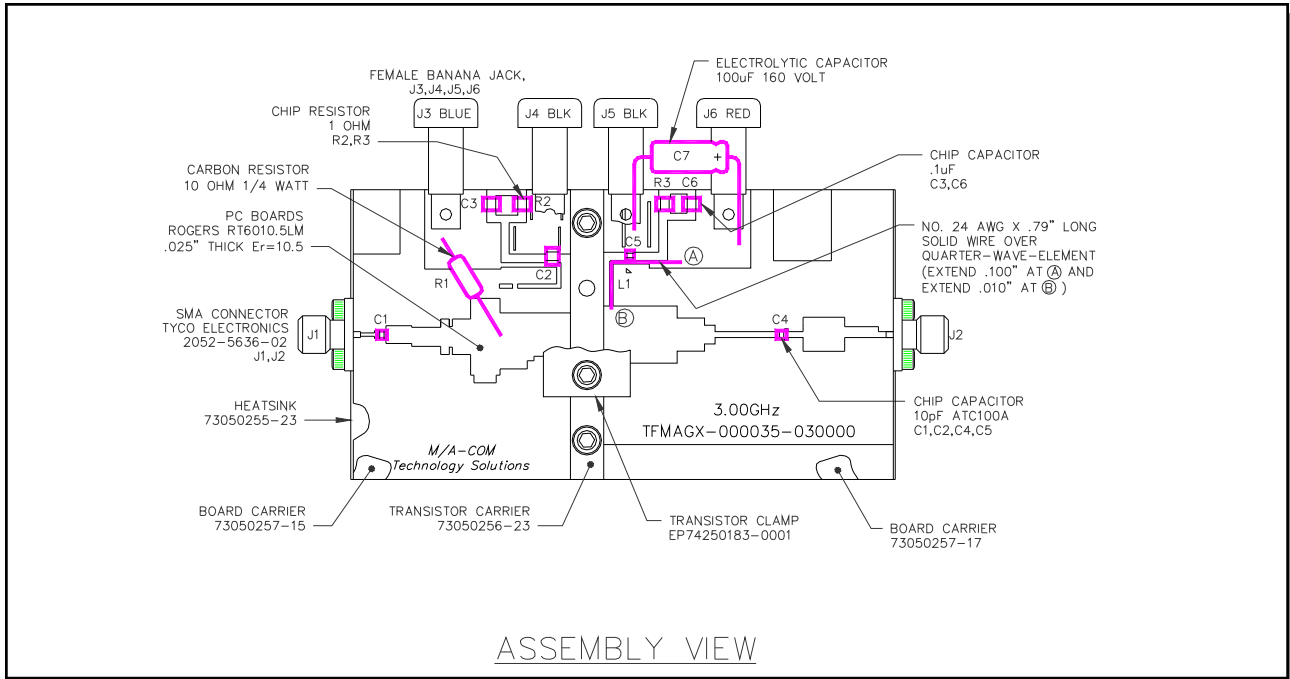 ELECTROLYTIC CAPACITOR
100uF 160 VOLT
FEMALE BANANA JACK,
J3,J4,J5,J6
J3 BLUE
J4 BLK
J5 BLK
J6 RED
CHIP RESISTOR
1 OHM
R2,R3
C7
+
CARBON RESISTOR
10 OHM 1/4 WATT
CHIP CAPACITOR
.1uF
C3,C6
C3
R2
R3
C6
PC BOARDS
ROGERS RT6010.5LM
.025" THICK Er=10.5
NO. 24 AWG X .79" LONG
SOLID WIRE OVER
QUARTER-WAVE-ELEMENT
(EXTEND .100" AT Ⓐ AND
EXTEND .010" AT Ⓑ )
C5
A
C2
R1
L1
B
SMA CONNECTOR
TYCO ELECTRONICS
2052-5636-02
J1,J2
J1
C1
C4
J2
HEATSINK
73050255-23
CHIP CAPACITOR
10pF ATC100A
C1,C2,C4,C5
3.00GHz
TFMAGX-000035-030000
M/A-COM
Technology Solutions
BOARD CARRIER
73050257-15
TRANSISTOR CARRIER
73050256-23
TRANSISTOR CLAMP
EP74250183-0001
BOARD CARRIER
73050257-17
ASSEMBLY VIEW